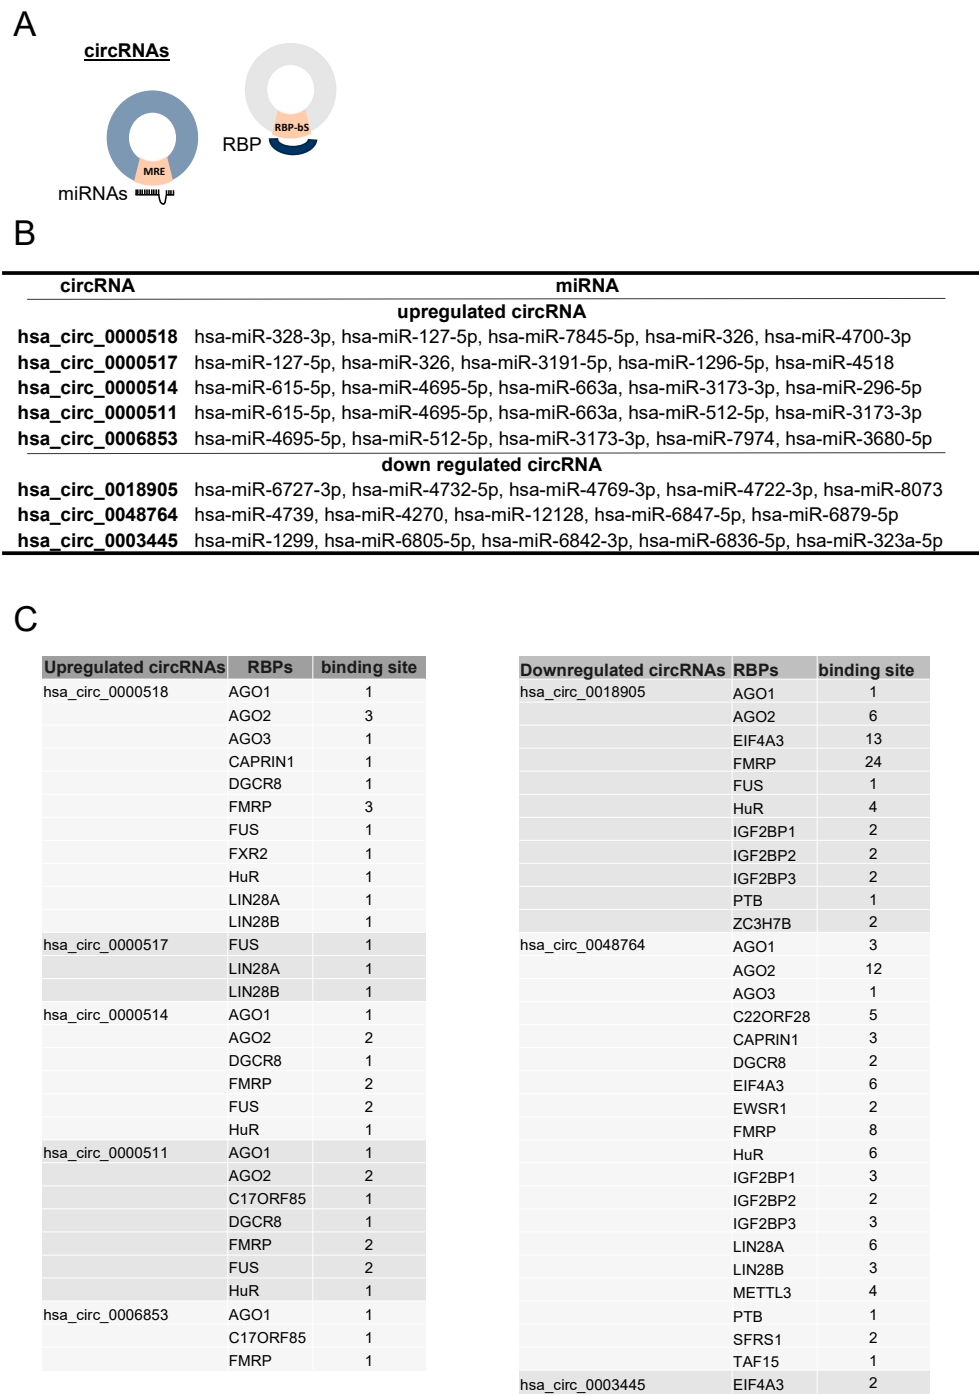 A
circRNAs
RBP-bS
RBP
MRE
miRNAs
B
circRNA miRNA
upregulated circRNA
hsa_circ_0000518 hsa-miR-328-3p, hsa-miR-127-5p, hsa-miR-7845-5p, hsa-miR-326, hsa-miR-4700-3p
hsa_circ_0000517 hsa-miR-127-5p, hsa-miR-326, hsa-miR-3191-5p, hsa-miR-1296-5p, hsa-miR-4518
hsa_circ_0000514 hsa-miR-615-5p, hsa-miR-4695-5p, hsa-miR-663a, hsa-miR-3173-3p, hsa-miR-296-5p
hsa_circ_0000511 hsa-miR-615-5p, hsa-miR-4695-5p, hsa-miR-663a, hsa-miR-512-5p, hsa-miR-3173-3p
hsa_circ_0006853 hsa-miR-4695-5p, hsa-miR-512-5p, hsa-miR-3173-3p, hsa-miR-7974, hsa-miR-3680-5p
down regulated circRNA
hsa_circ_0018905 hsa-miR-6727-3p, hsa-miR-4732-5p, hsa-miR-4769-3p, hsa-miR-4722-3p, hsa-miR-8073
hsa_circ_0048764 hsa-miR-4739, hsa-miR-4270, hsa-miR-12128, hsa-miR-6847-5p, hsa-miR-6879-5p
hsa_circ_0003445 hsa-miR-1299, hsa-miR-6805-5p, hsa-miR-6842-3p, hsa-miR-6836-5p, hsa-miR-323a-5p
C
Upregulated circRNAs RBPs binding site
hsa_circ_0000518 AGO1 1
AGO2 3
AGO3 1
CAPRIN1 1
DGCR8 1
FMRP 3
FUS 1
FXR2 1
HuR 1
LIN28A 1
LIN28B 1
hsa_circ_0000517 FUS 1
LIN28A 1
LIN28B 1
hsa_circ_0000514 AGO1 1
AGO2 2
DGCR8 1
FMRP 2
FUS 2
HuR 1
hsa_circ_0000511 AGO1 1
AGO2 2
C17ORF85 1
DGCR8 1
FMRP 2
FUS 2
HuR 1
hsa_circ_0006853 AGO1 1
C17ORF85 1
FMRP 1
Downregulated circRNAs RBPs binding site
hsa_circ_0018905 AGO1 1
AGO2 6
EIF4A3 13
FMRP 24
FUS 1
HuR 4
IGF2BP1 2
IGF2BP2 2
IGF2BP3 2
PTB 1
ZC3H7B 2
hsa_circ_0048764 AGO1 3
AGO2 12
AGO3 1
C22ORF28 5
CAPRIN1 3
DGCR8 2
EIF4A3 6
EWSR1 2
FMRP 8
HuR 6
IGF2BP1 3
IGF2BP2 2
IGF2BP3 3
LIN28A 6
LIN28B 3
METTL3 4
PTB 1
SFRS1 2
TAF15 1
hsa_circ_0003445 EIF4A3 2